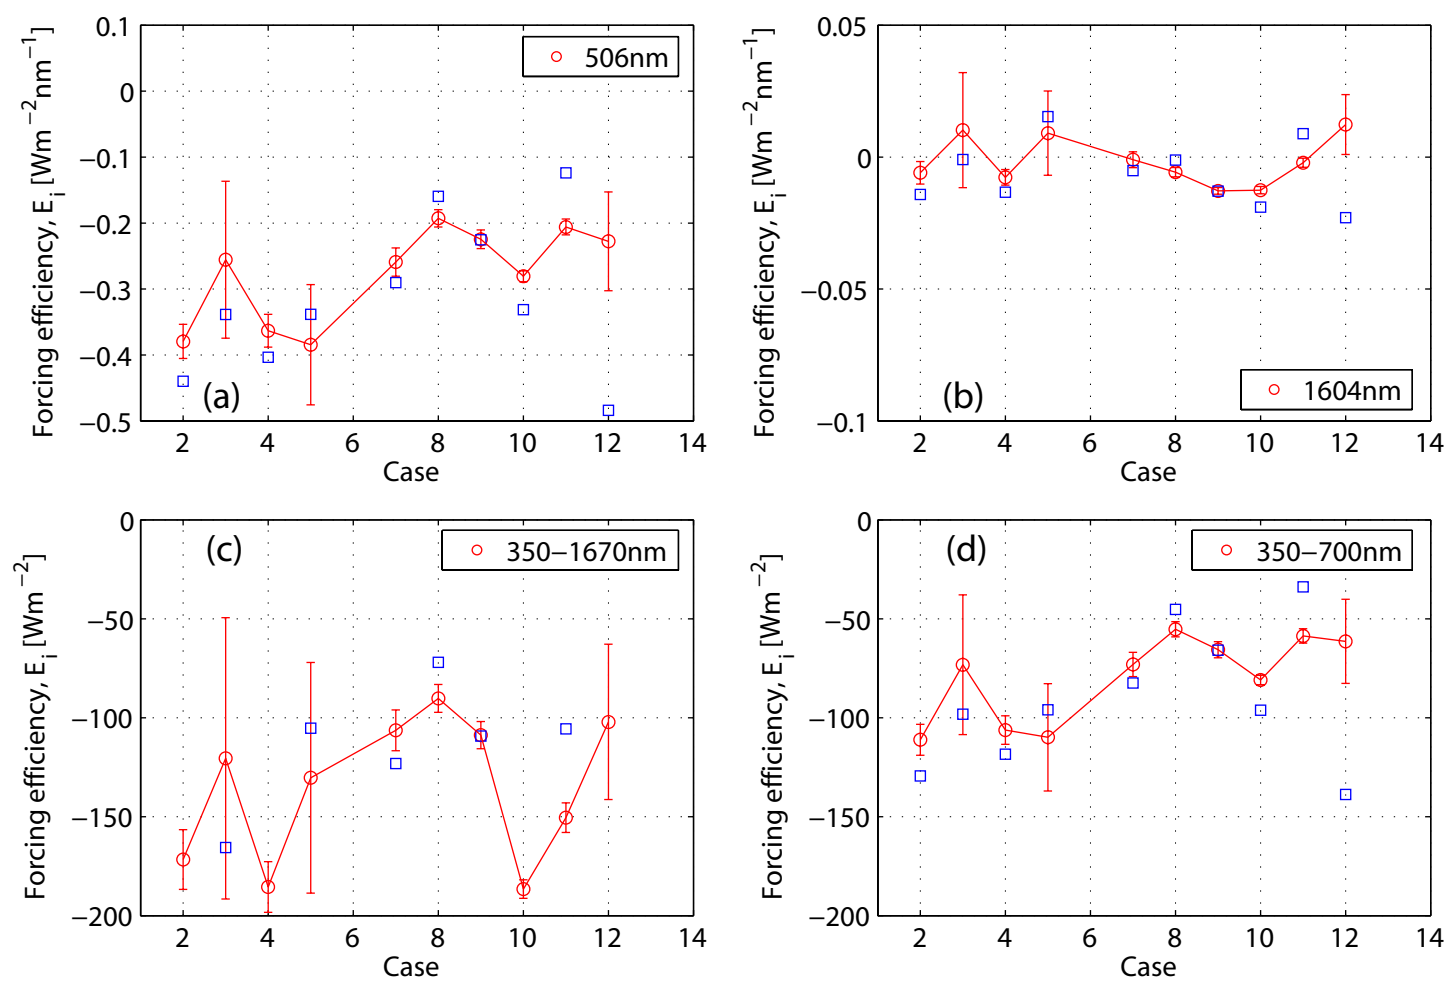 Forcing efficiency, E_i [Wm^−2nm^−1]
0.1
0
−0.1
−0.2
−0.3
−0.4
−0.5
506nm
(a)
2 4 6 8 10 12 14
Case
Forcing efficiency, E_i [Wm^−2nm^−1]
0.05
0
−0.05
−0.1
(b)
1604nm
2 4 6 8 10 12 14
Case
Forcing efficiency, E_i [Wm^−2]
0
−50
−100
−150
−200
(c)
350−1670nm
2 4 6 8 10 12 14
Case
Forcing efficiency, E_i [Wm^−2]
0
−50
−100
−150
−200
(d)
350−700nm
2 4 6 8 10 12 14
Case